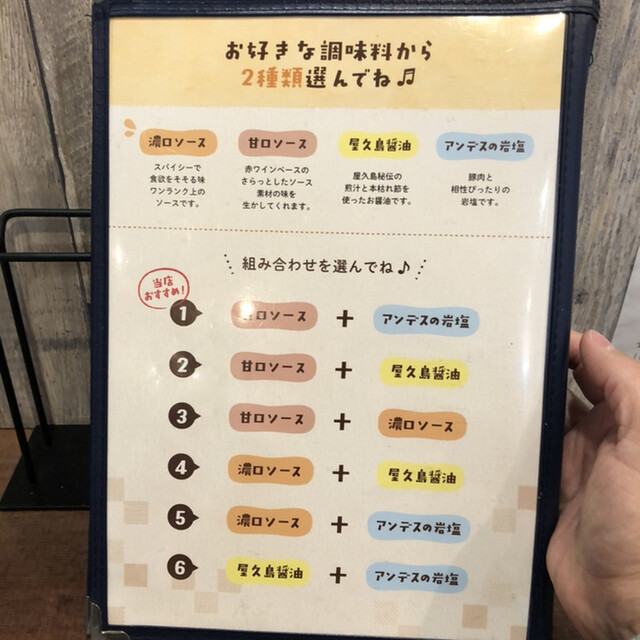 お好きな調味料から
2種類選んでね♬
濃口ソース
スパイシーで
食欲をそそる味
ワンランク上の
ソースです。
甘口ソース
赤ワインベースの
さらっとしたソース
素材の味を
生かしてくれます。
屋久島醤油
屋久島秘伝の
煎汁と本枯れ節を
使ったお醤油です。
アンデスの岩塩
豚肉と
相性ぴったりの
岩塩です。
組み合わせを選んでね♪
当店
おすすめ!
1 甘口ソース + アンデスの岩塩
2 甘口ソース + 屋久島醤油
3 甘口ソース + 濃口ソース
4 濃口ソース + 屋久島醤油
5 濃口ソース + アンデスの岩塩
6 屋久島醤油 + アンデスの岩塩